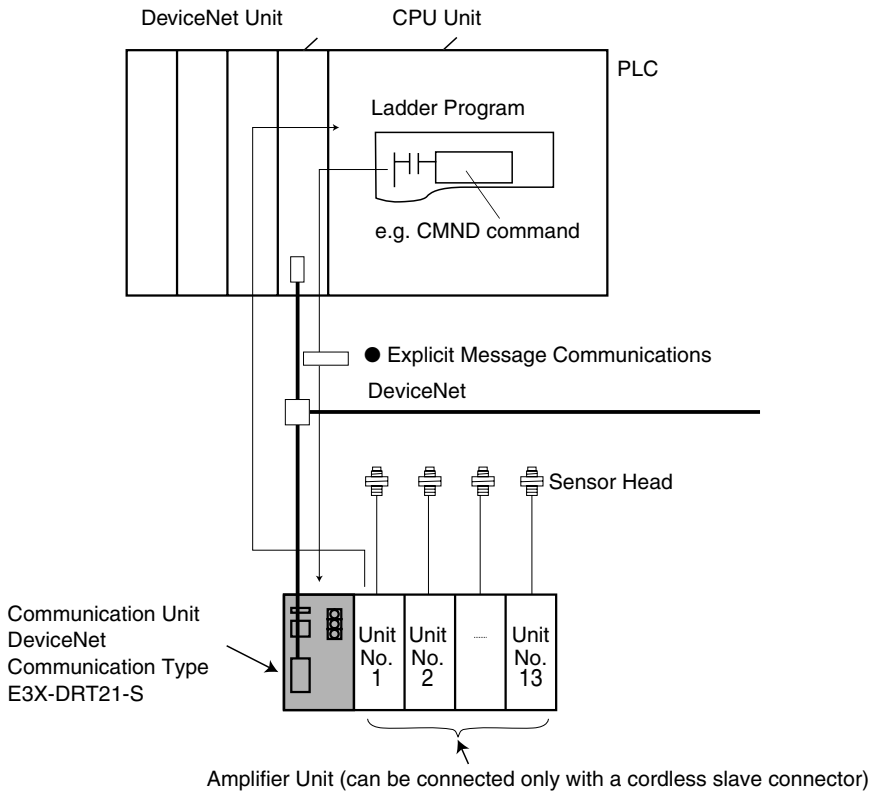 DeviceNet Unit
CPU Unit
PLC
Ladder Program
e.g. CMND command
● Explicit Message Communications
DeviceNet
Sensor Head
Communication Unit
DeviceNet
Communication Type
E3X-DRT21-S
Unit
No.
1
Unit
No.
2
......
Unit
No.
13
Amplifier Unit (can be connected only with a cordless slave connector)